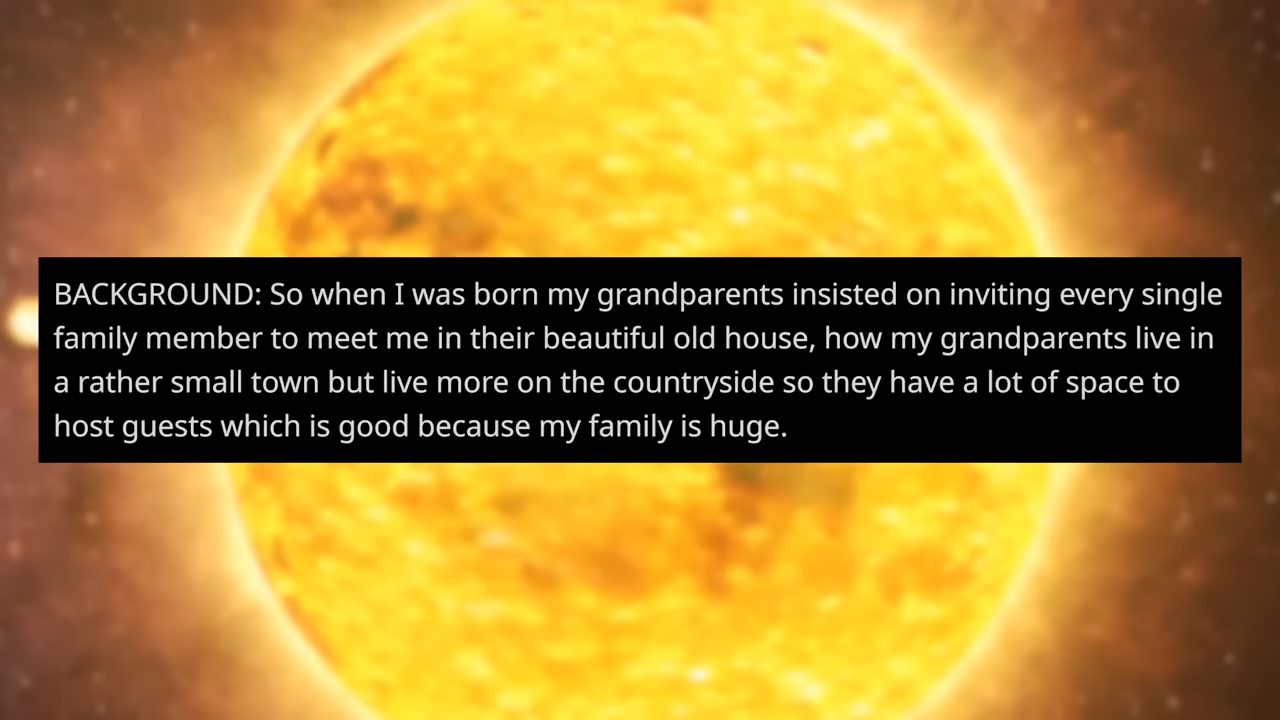 BACKGROUND: So when I was born my grandparents insisted on inviting every single
family member to meet me in their beautiful old house, how my grandparents live in
a rather small town but live more on the countryside so they have a lot of space to
host guests which is good because my family is huge.